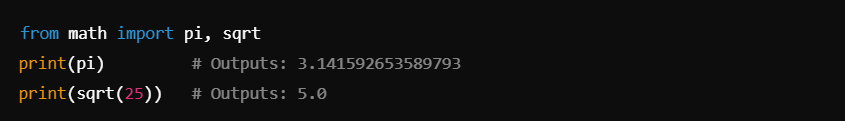 from math import pi, sqrt
print(pi)         # Outputs: 3.141592653589793
print(sqrt(25))   # Outputs: 5.0